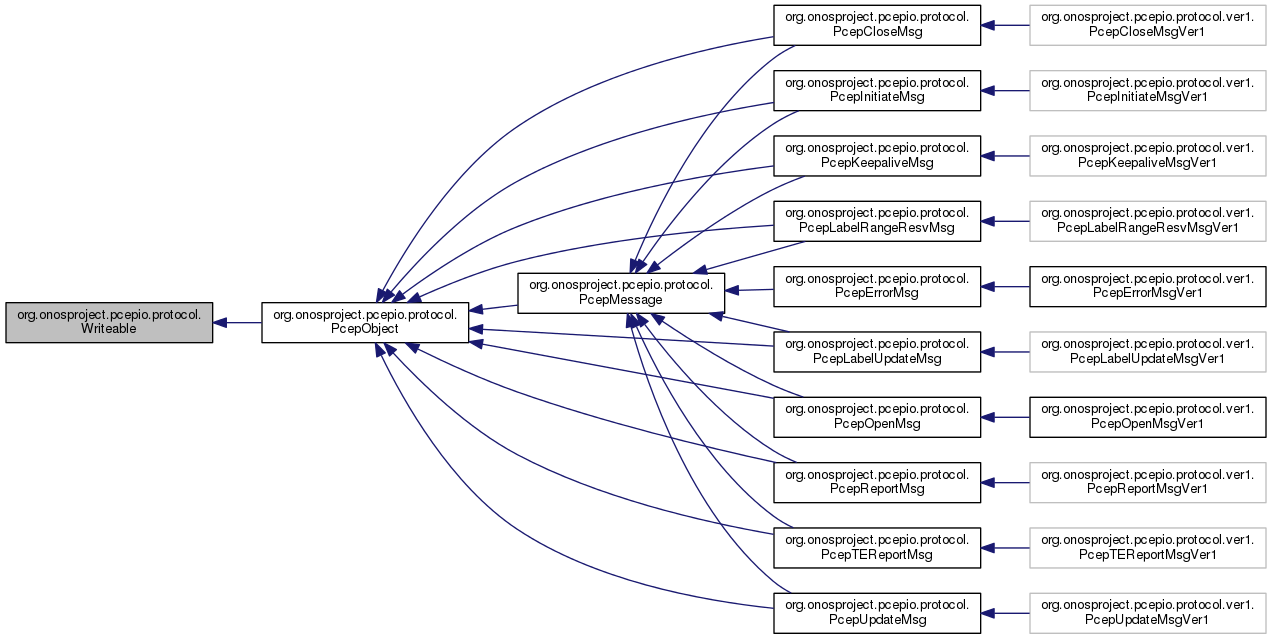 org.onosproject.pcepio.protocol.
Writeable
org.onosproject.pcepio.protocol.
PcepObject
org.onosproject.pcepio.protocol.
PcepMessage
org.onosproject.pcepio.protocol.
PcepCloseMsg
org.onosproject.pcepio.protocol.ver1.
PcepCloseMsgVer1
org.onosproject.pcepio.protocol.
PcepInitiateMsg
org.onosproject.pcepio.protocol.ver1.
PcepInitiateMsgVer1
org.onosproject.pcepio.protocol.
PcepKeepaliveMsg
org.onosproject.pcepio.protocol.ver1.
PcepKeepaliveMsgVer1
org.onosproject.pcepio.protocol.
PcepLabelRangeResvMsg
org.onosproject.pcepio.protocol.ver1.
PcepLabelRangeResvMsgVer1
org.onosproject.pcepio.protocol.
PcepErrorMsg
org.onosproject.pcepio.protocol.ver1.
PcepErrorMsgVer1
org.onosproject.pcepio.protocol.
PcepLabelUpdateMsg
org.onosproject.pcepio.protocol.ver1.
PcepLabelUpdateMsgVer1
org.onosproject.pcepio.protocol.
PcepOpenMsg
org.onosproject.pcepio.protocol.ver1.
PcepOpenMsgVer1
org.onosproject.pcepio.protocol.
PcepReportMsg
org.onosproject.pcepio.protocol.ver1.
PcepReportMsgVer1
org.onosproject.pcepio.protocol.
PcepTEReportMsg
org.onosproject.pcepio.protocol.ver1.
PcepTEReportMsgVer1
org.onosproject.pcepio.protocol.
PcepUpdateMsg
org.onosproject.pcepio.protocol.ver1.
PcepUpdateMsgVer1